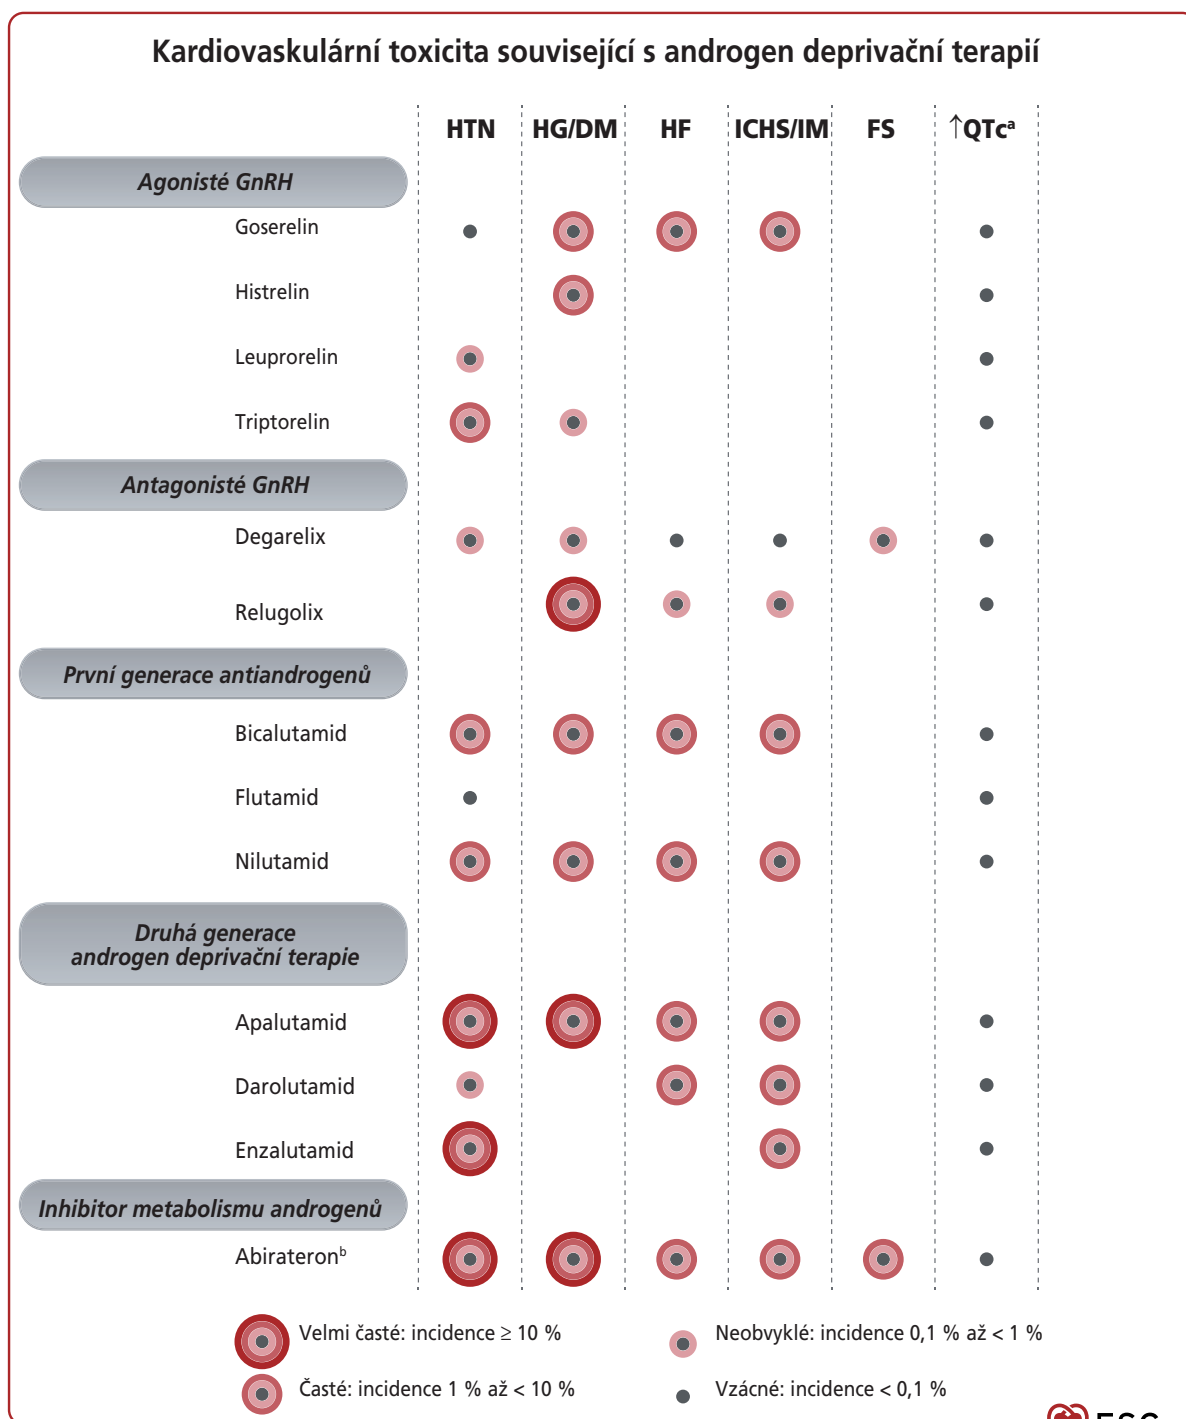 Kardiovaskulární toxicita související s androgen deprivační terapií
HTN HG/DM HF ICHS/IM FS ↑QTcᵃ
Agonisté GnRH
Goserelin
Histrelin
Leuprorelin
Triptorelin
Antagonisté GnRH
Degarelix
Relugolix
První generace antiandrogenů
Bicalutamid
Flutamid
Nilutamid
Druhá generace
androgen deprivační terapie
Apalutamid
Darolutamid
Enzalutamid
Inhibitor metabolismu androgenů
Abirateronᵇ
Velmi časté: incidence ≥ 10 % Neobvyklé: incidence 0,1 % až < 1 %
Časté: incidence 1 % až < 10 % Vzácné: incidence < 0,1 %
ESC